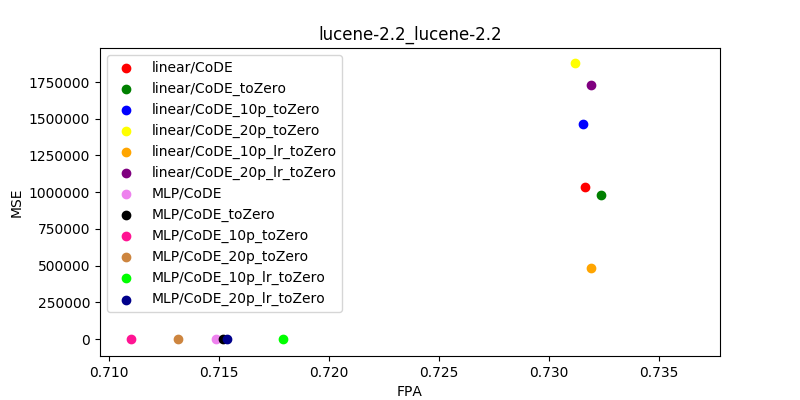 lucene-2.2_lucene-2.2
linear/CoDE
linear/CoDE_toZero
linear/CoDE_10p_toZero
linear/CoDE_20p_toZero
linear/CoDE_10p_lr_toZero
linear/CoDE_20p_lr_toZero
MLP/CoDE
MLP/CoDE_toZero
MLP/CoDE_10p_toZero
MLP/CoDE_20p_toZero
MLP/CoDE_10p_lr_toZero
MLP/CoDE_20p_lr_toZero
MSE
1750000
1500000
1250000
1000000
750000
500000
250000
0
0.710 0.715 0.720 0.725 0.730 0.735
FPA